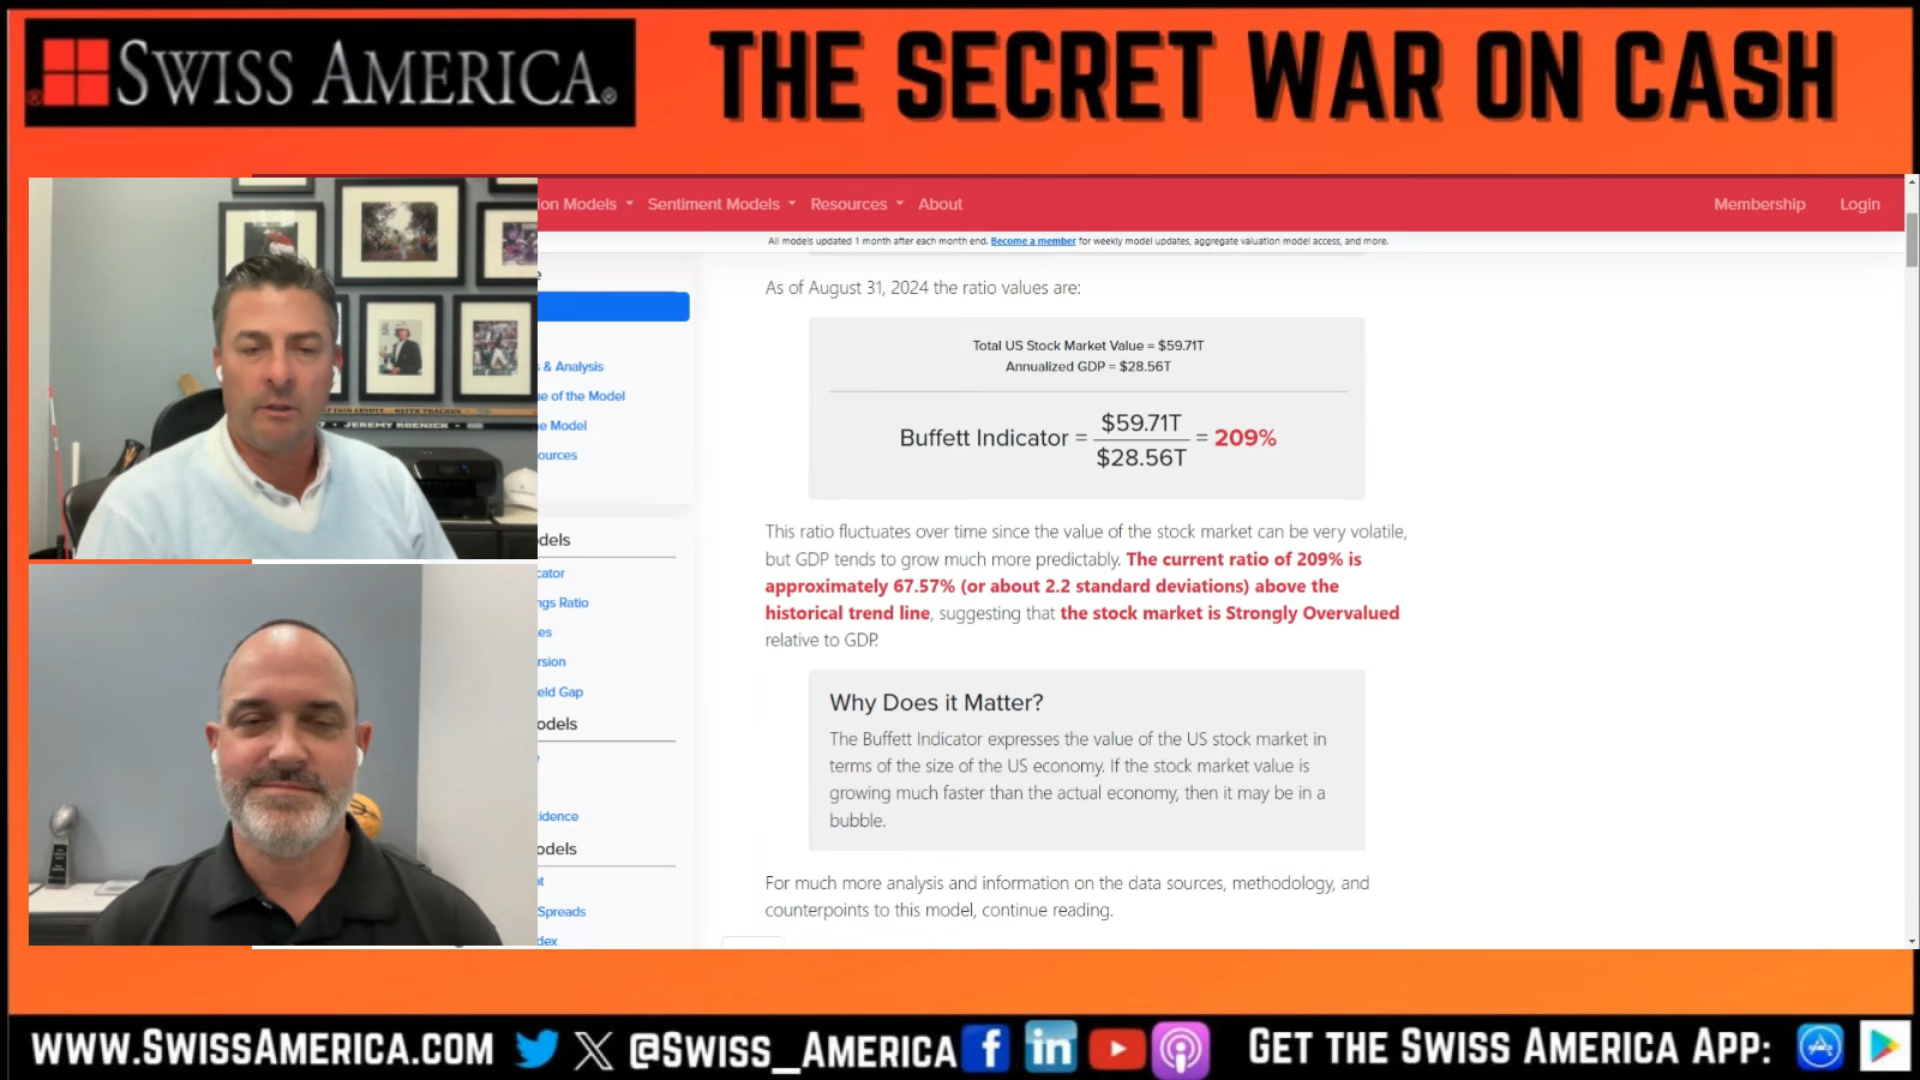 SWISS AMERICA®
THE SECRET WAR ON CASH
ion Models
Sentiment Models
Resources
About
Membership
Login
All models updated 1 month after each month end. Become a member for weekly model updates, aggregate valuation model access, and more.
As of August 31, 2024 the ratio values are:
Total US Stock Market Value = $59.71T
Annualized GDP = $28.56T
Buffett Indicator = $59.71T / $28.56T = 209%
This ratio fluctuates over time since the value of the stock market can be very volatile,
but GDP tends to grow much more predictably. The current ratio of 209% is
approximately 67.57% (or about 2.2 standard deviations) above the
historical trend line, suggesting that the stock market is Strongly Overvalued
relative to GDP.
Why Does it Matter?
The Buffett Indicator expresses the value of the US stock market in
terms of the size of the US economy. If the stock market value is
growing much faster than the actual economy, then it may be in a
bubble.
For much more analysis and information on the data sources, methodology, and
counterpoints to this model, continue reading.
e
& Analysis
e of the Model
e Model
ources
dels
cator
ngs Ratio
es
rsion
eld Gap
odels
idence
odels
Spreads
dex
JEREMY ROENICK
WWW.SWISSAMERICA.COM
@SWISS_AMERICA
f
in
GET THE SWISS AMERICA APP: